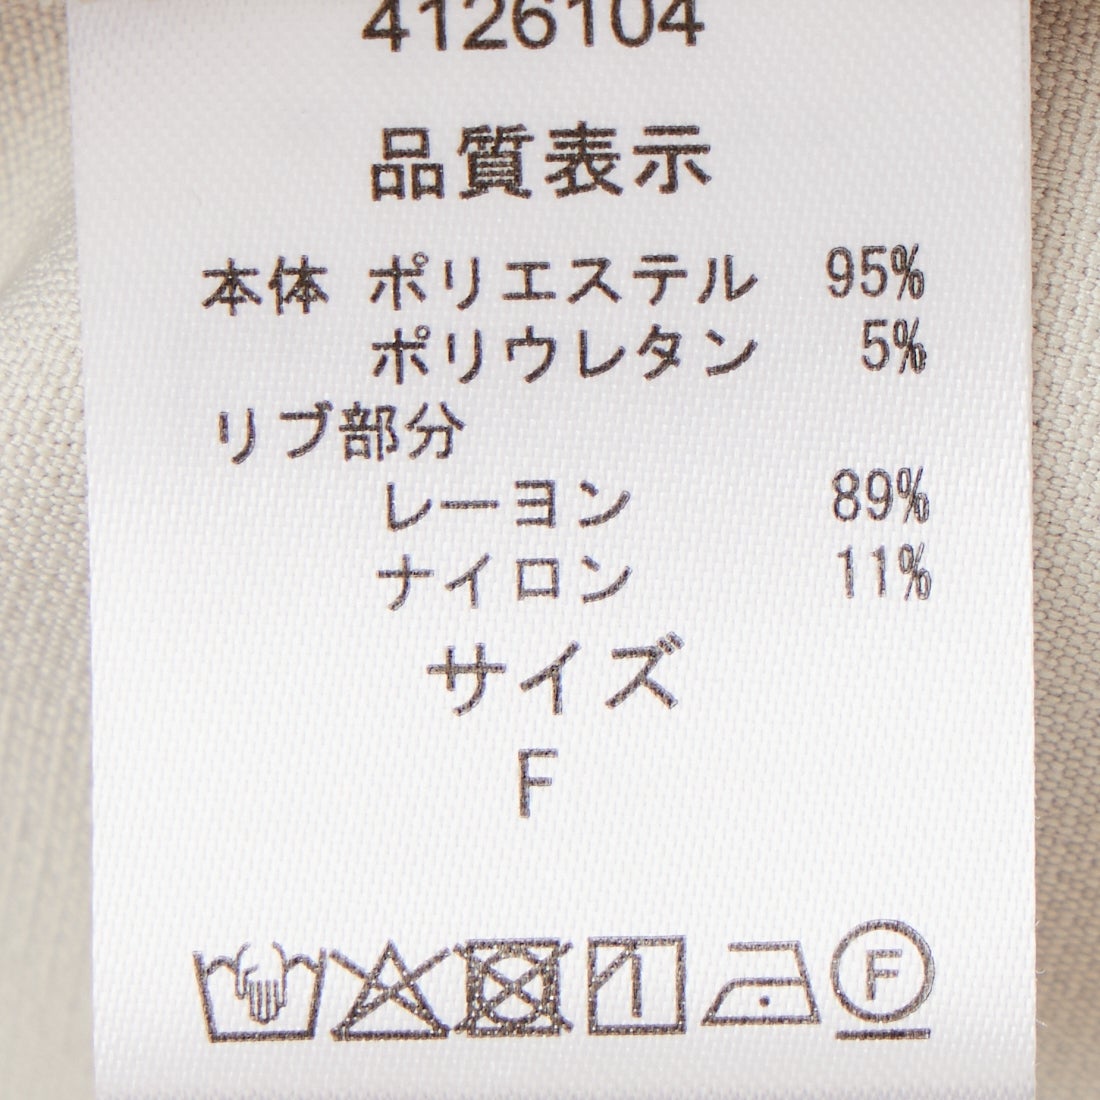 4126104
品質表示
本体 ポリエステル 95%
ポリウレタン 5%
リブ部分
レーヨン 89%
ナイロン 11%
サイズ
F
F